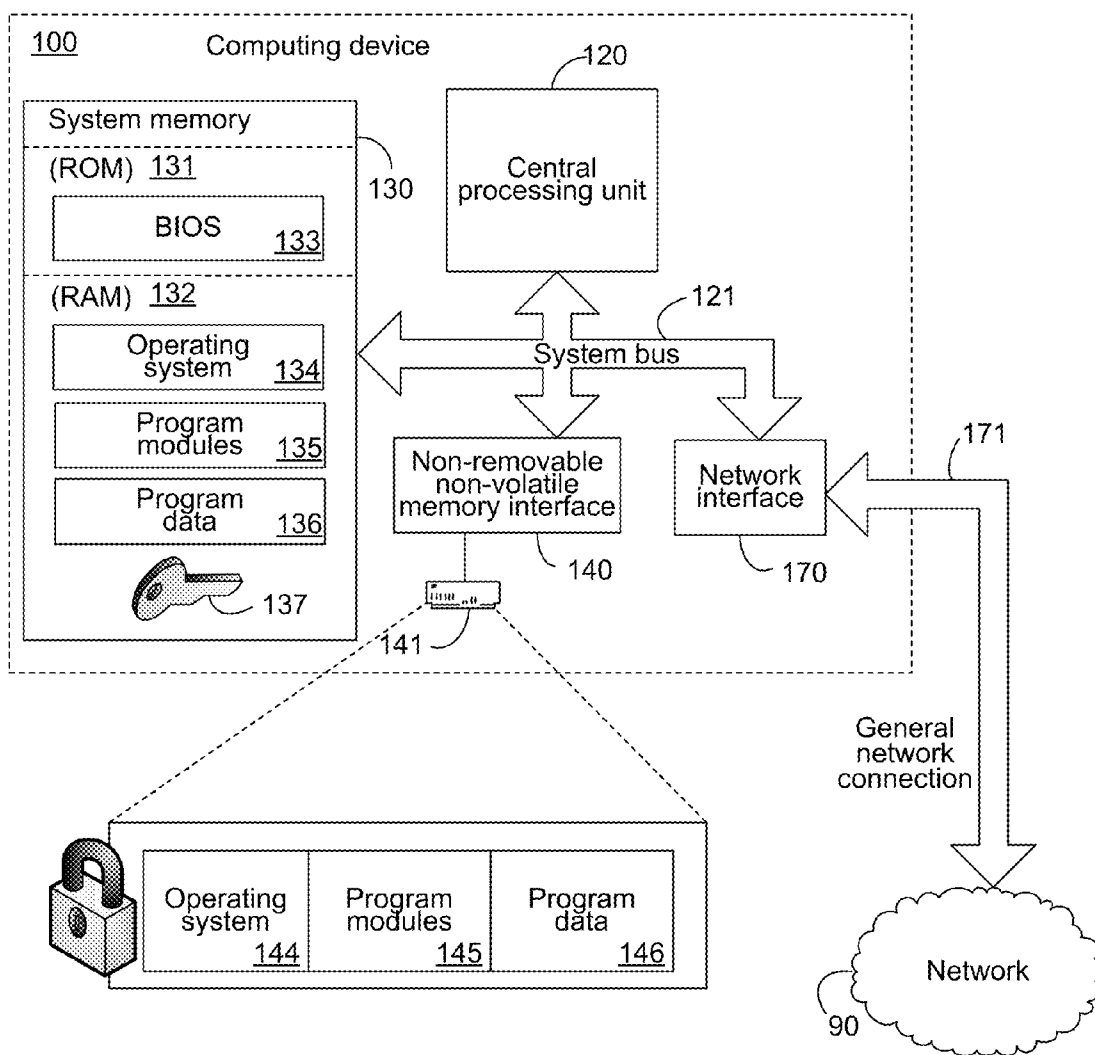 100 Computing device
120
System memory
130
(ROM) 131
BIOS
133
Central
processing unit
(RAM) 132
121
System bus
Operating
system 134
Program
modules 135
Program
data 136
137
Non-removable
non-volatile
memory interface
140
Network
interface
170
171
141
General
network
connection
Operating
system
144
Program
modules
145
Program
data
146
Network
90